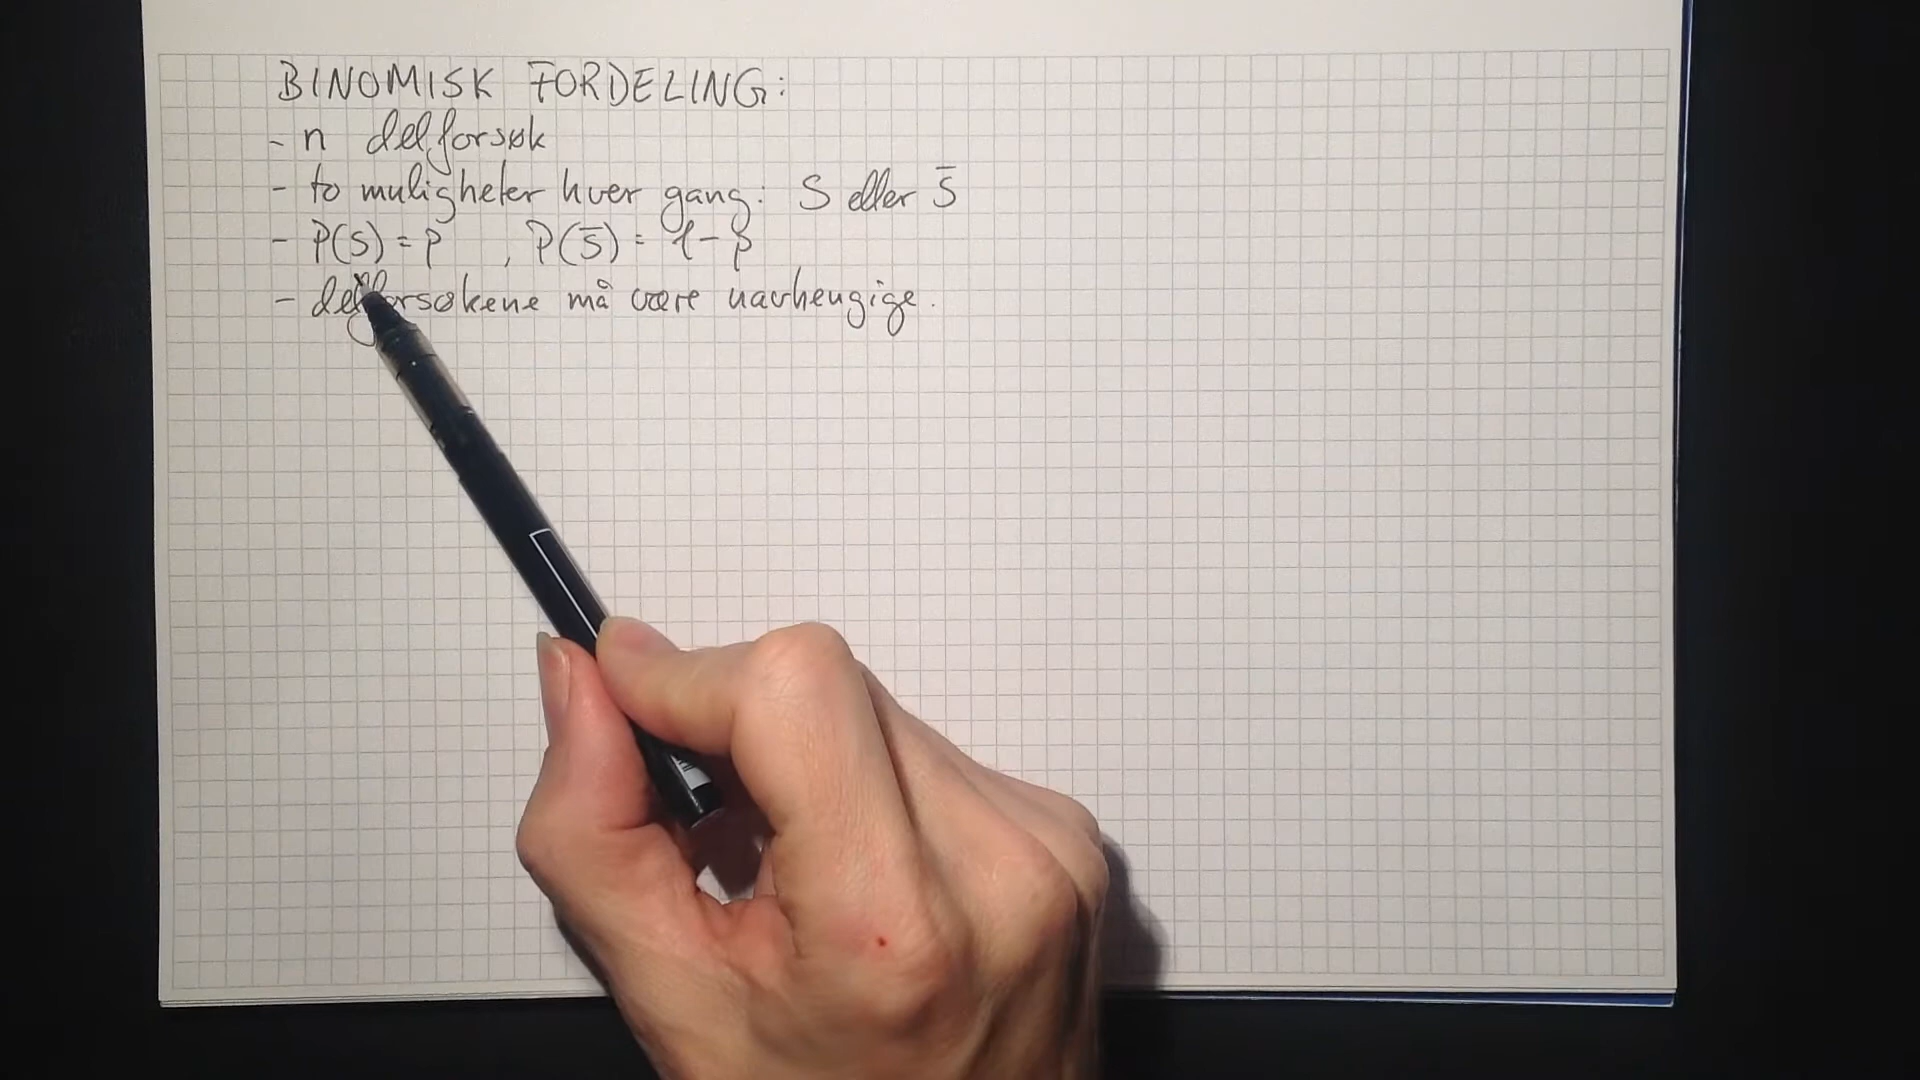 BINOMISK FORDELING:
- n delforsøk
- to muligheter hver gang: S eller S̄
- P(S) = p , P(S̄) = 1-p
- delforsøkene må være uavhengige.